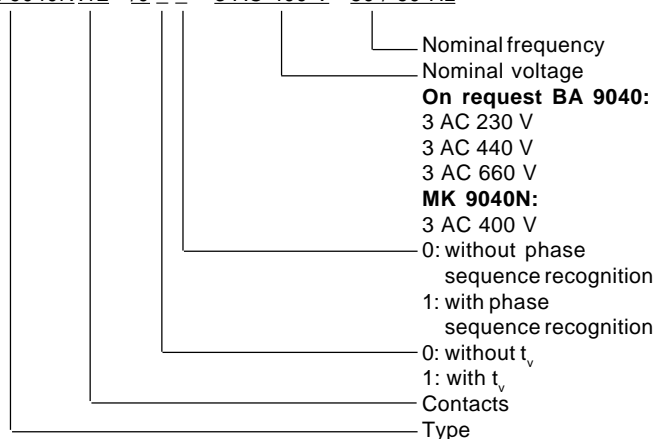 Nominal frequency
Nominal voltage
On request BA 9040:
3 AC 230 V
3 AC 440 V
3 AC 660 V
MK 9040N:
3 AC 400 V
0: without phase
sequence recognition
1: with phase
sequence recognition
0: without tv
1: with tv
Contacts
Type